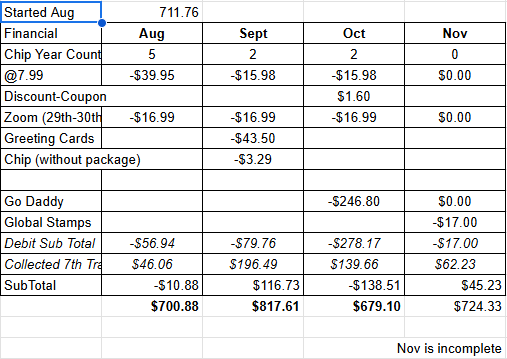 Started Aug 711.76
Financial Aug Sept Oct Nov
Chip Year Count 5 2 2 0
@7.99 -$39.95 -$15.98 -$15.98 $0.00
Discount-Coupon $1.60
Zoom (29th-30th -$16.99 -$16.99 -$16.99 $0.00
Greeting Cards -$43.50
Chip (without package) -$3.29
Go Daddy -$246.80 $0.00
Global Stamps -$17.00
Debit Sub Total -$56.94 -$79.76 -$278.17 -$17.00
Collected 7th Tra $46.06 $196.49 $139.66 $62.23
SubTotal -$10.88 $116.73 -$138.51 $45.23
$700.88 $817.61 $679.10 $724.33
Nov is incomplete